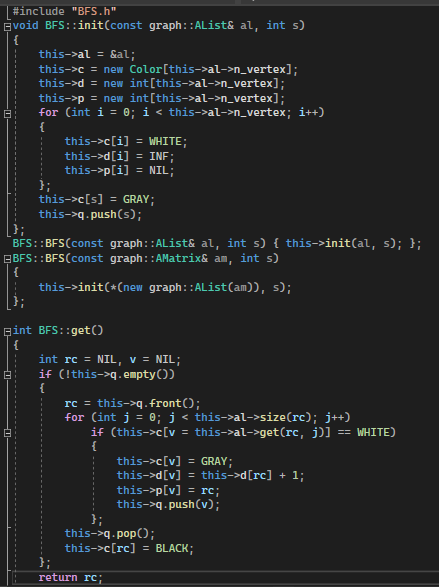 #include "BFS.h"
void BFS::init(const graph::AList& al, int s)
{
    this->al = &al;
    this->c = new Color[this->al->n_vertex];
    this->d = new int[this->al->n_vertex];
    this->p = new int[this->al->n_vertex];
    for (int i = 0; i < this->al->n_vertex; i++)
    {
        this->c[i] = WHITE;
        this->d[i] = INF;
        this->p[i] = NIL;
    };
    this->c[s] = GRAY;
    this->q.push(s);
};
BFS::BFS(const graph::AList& al, int s) { this->init(al, s); };
BFS::BFS(const graph::AMatrix& am, int s)
{
    this->init(*(new graph::AList(am)), s);
};
int BFS::get()
{
    int rc = NIL, v = NIL;
    if (!this->q.empty())
    {
        rc = this->q.front();
        for (int j = 0; j < this->al->size(rc); j++)
            if (this->c[v = this->al->get(rc, j)] == WHITE)
            {
                this->c[v] = GRAY;
                this->d[v] = this->d[rc] + 1;
                this->p[v] = rc;
                this->q.push(v);
            };
        this->q.pop();
        this->c[rc] = BLACK;
    };
    return rc;